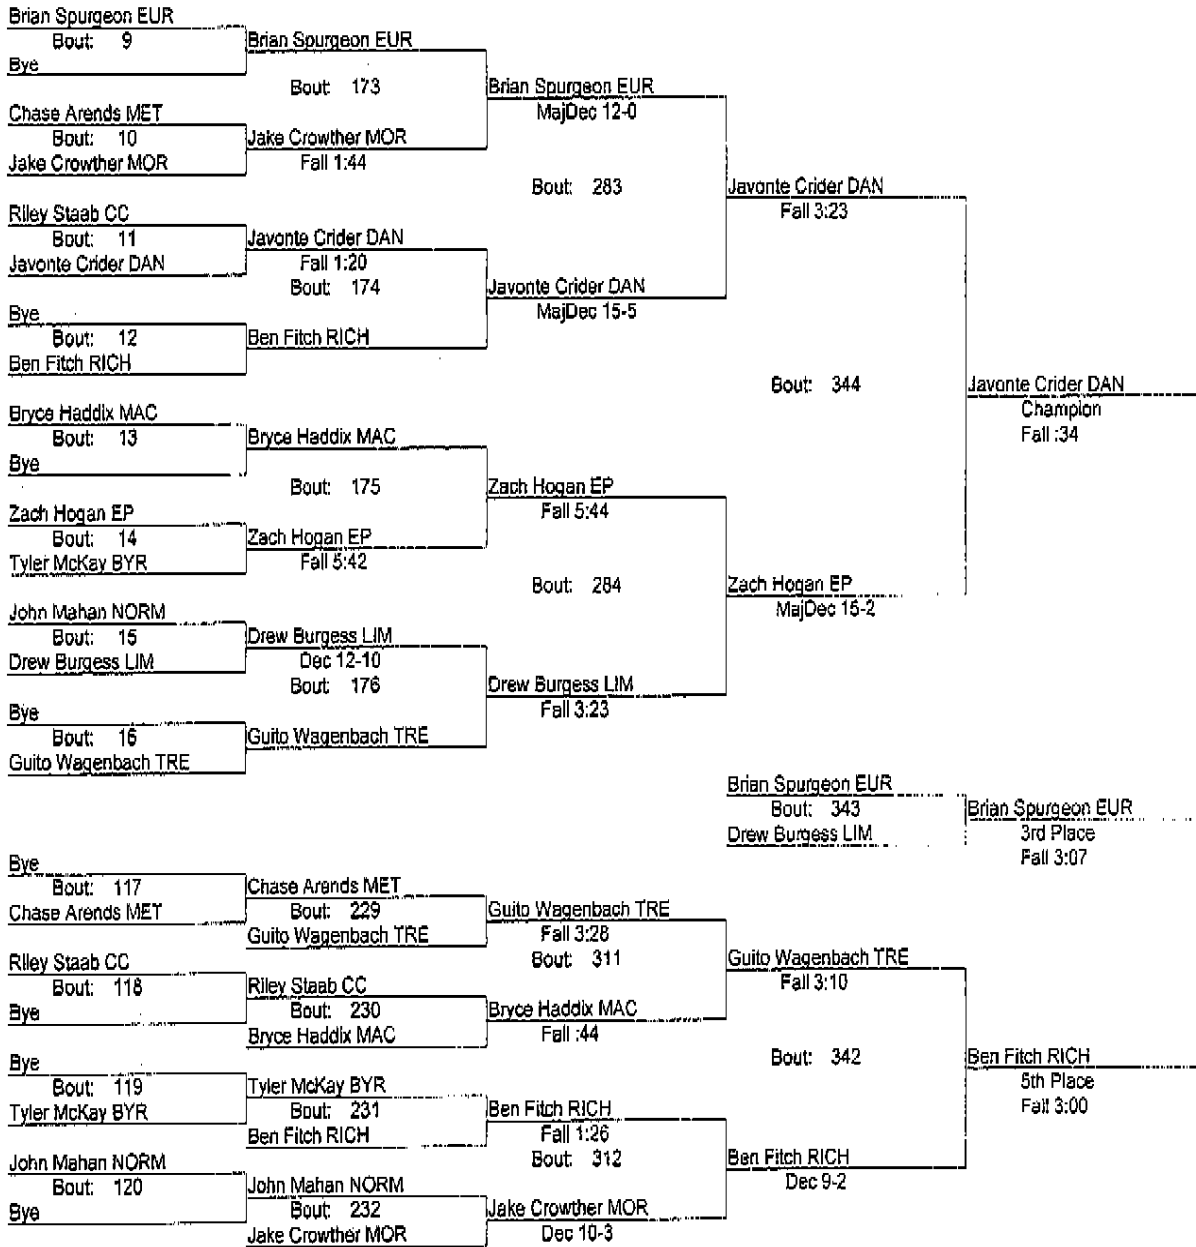 Brian Spurgeon EUR
Bout: 9
Bye
Brian Spurgeon EUR
Bout: 173
Chase Arends MET
Bout: 10
Jake Crowther MOR
Jake Crowther MOR
Fall 1:44
Brian Spurgeon EUR
MajDec 12-0
Bout: 283
Riley Staab CC
Bout: 11
Javonte Crider DAN
Javonte Crider DAN
Fall 1:20
Bout: 174
Bye
Bout: 12
Ben Fitch RICH
Ben Fitch RICH
Javonte Crider DAN
MajDec 15-5
Javonte Crider DAN
Fall 3:23
Bout: 344
Bryce Haddix MAC
Bout: 13
Bye
Bryce Haddix MAC
Bout: 175
Zach Hogan EP
Bout: 14
Tyler McKay BYR
Zach Hogan EP
Fall 5:42
Zach Hogan EP
Fall 5:44
Bout: 284
John Mahan NORM
Bout: 15
Drew Burgess LIM
Drew Burgess LIM
Dec 12-10
Bout: 176
Bye
Bout: 16
Guito Wagenbach TRE
Guito Wagenbach TRE
Drew Burgess LIM
Fall 3:23
Zach Hogan EP
MajDec 15-2
Javonte Crider DAN
Champion
Fall :34
Brian Spurgeon EUR
Bout: 343
Drew Burgess LIM
Brian Spurgeon EUR
3rd Place
Fall 3:07
Bye
Bout: 117
Chase Arends MET
Chase Arends MET
Bout: 229
Guito Wagenbach TRE
Guito Wagenbach TRE
Fall 3:28
Bout: 311
Riley Staab CC
Bout: 118
Bye
Riley Staab CC
Bout: 230
Bryce Haddix MAC
Bryce Haddix MAC
Fall :44
Guito Wagenbach TRE
Fall 3:10
Bout: 342
Bye
Bout: 119
Tyler McKay BYR
Tyler McKay BYR
Bout: 231
Ben Fitch RICH
Ben Fitch RICH
Fall 1:26
Bout: 312
John Mahan NORM
Bout: 120
Bye
John Mahan NORM
Bout: 232
Jake Crowther MOR
Jake Crowther MOR
Dec 10-3
Ben Fitch RICH
Dec 9-2
Ben Fitch RICH
5th Place
Fall 3:00